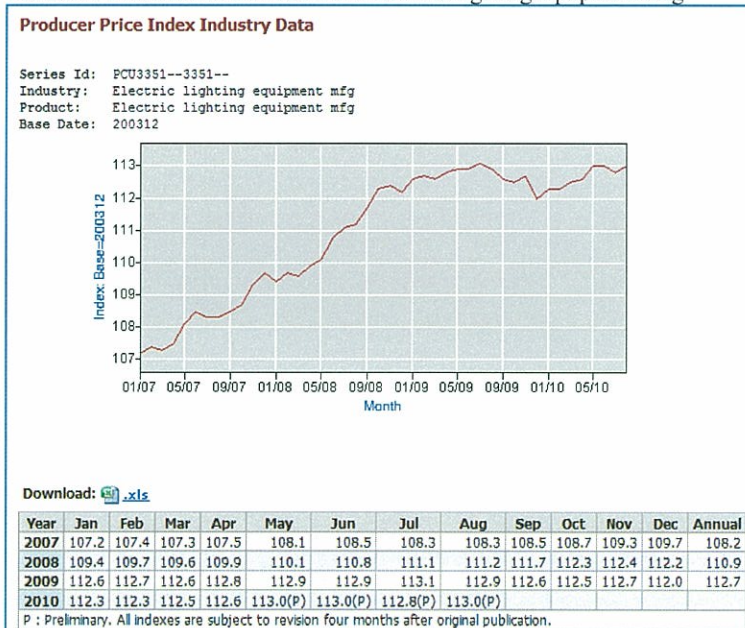 Producer Price Index Industry Data
Series Id: PCU3351--3351--
Industry: Electric lighting equipment mfg
Product: Electric lighting equipment mfg
Base Date: 200312
113
112
111
110
109
108
107
Index: Base=200312
01/07 05/07 09/07 01/08 05/08 09/08 01/09 05/09 09/09 01/10 05/10
Month
Download: .xls
Year Jan Feb Mar Apr May Jun Jul Aug Sep Oct Nov Dec Annual
2007 107.2 107.4 107.3 107.5 108.1 108.5 108.3 108.3 108.5 108.7 109.3 109.7 108.2
2008 109.4 109.7 109.6 109.9 110.1 110.8 111.1 111.2 111.7 112.3 112.4 112.2 110.9
2009 112.6 112.7 112.6 112.8 112.9 112.9 113.1 112.9 112.6 112.5 112.7 112.0 112.7
2010 112.3 112.3 112.5 112.6 113.0(P) 113.0(P) 112.8(P) 113.0(P)
P : Preliminary. All indexes are subject to revision four months after original publication.